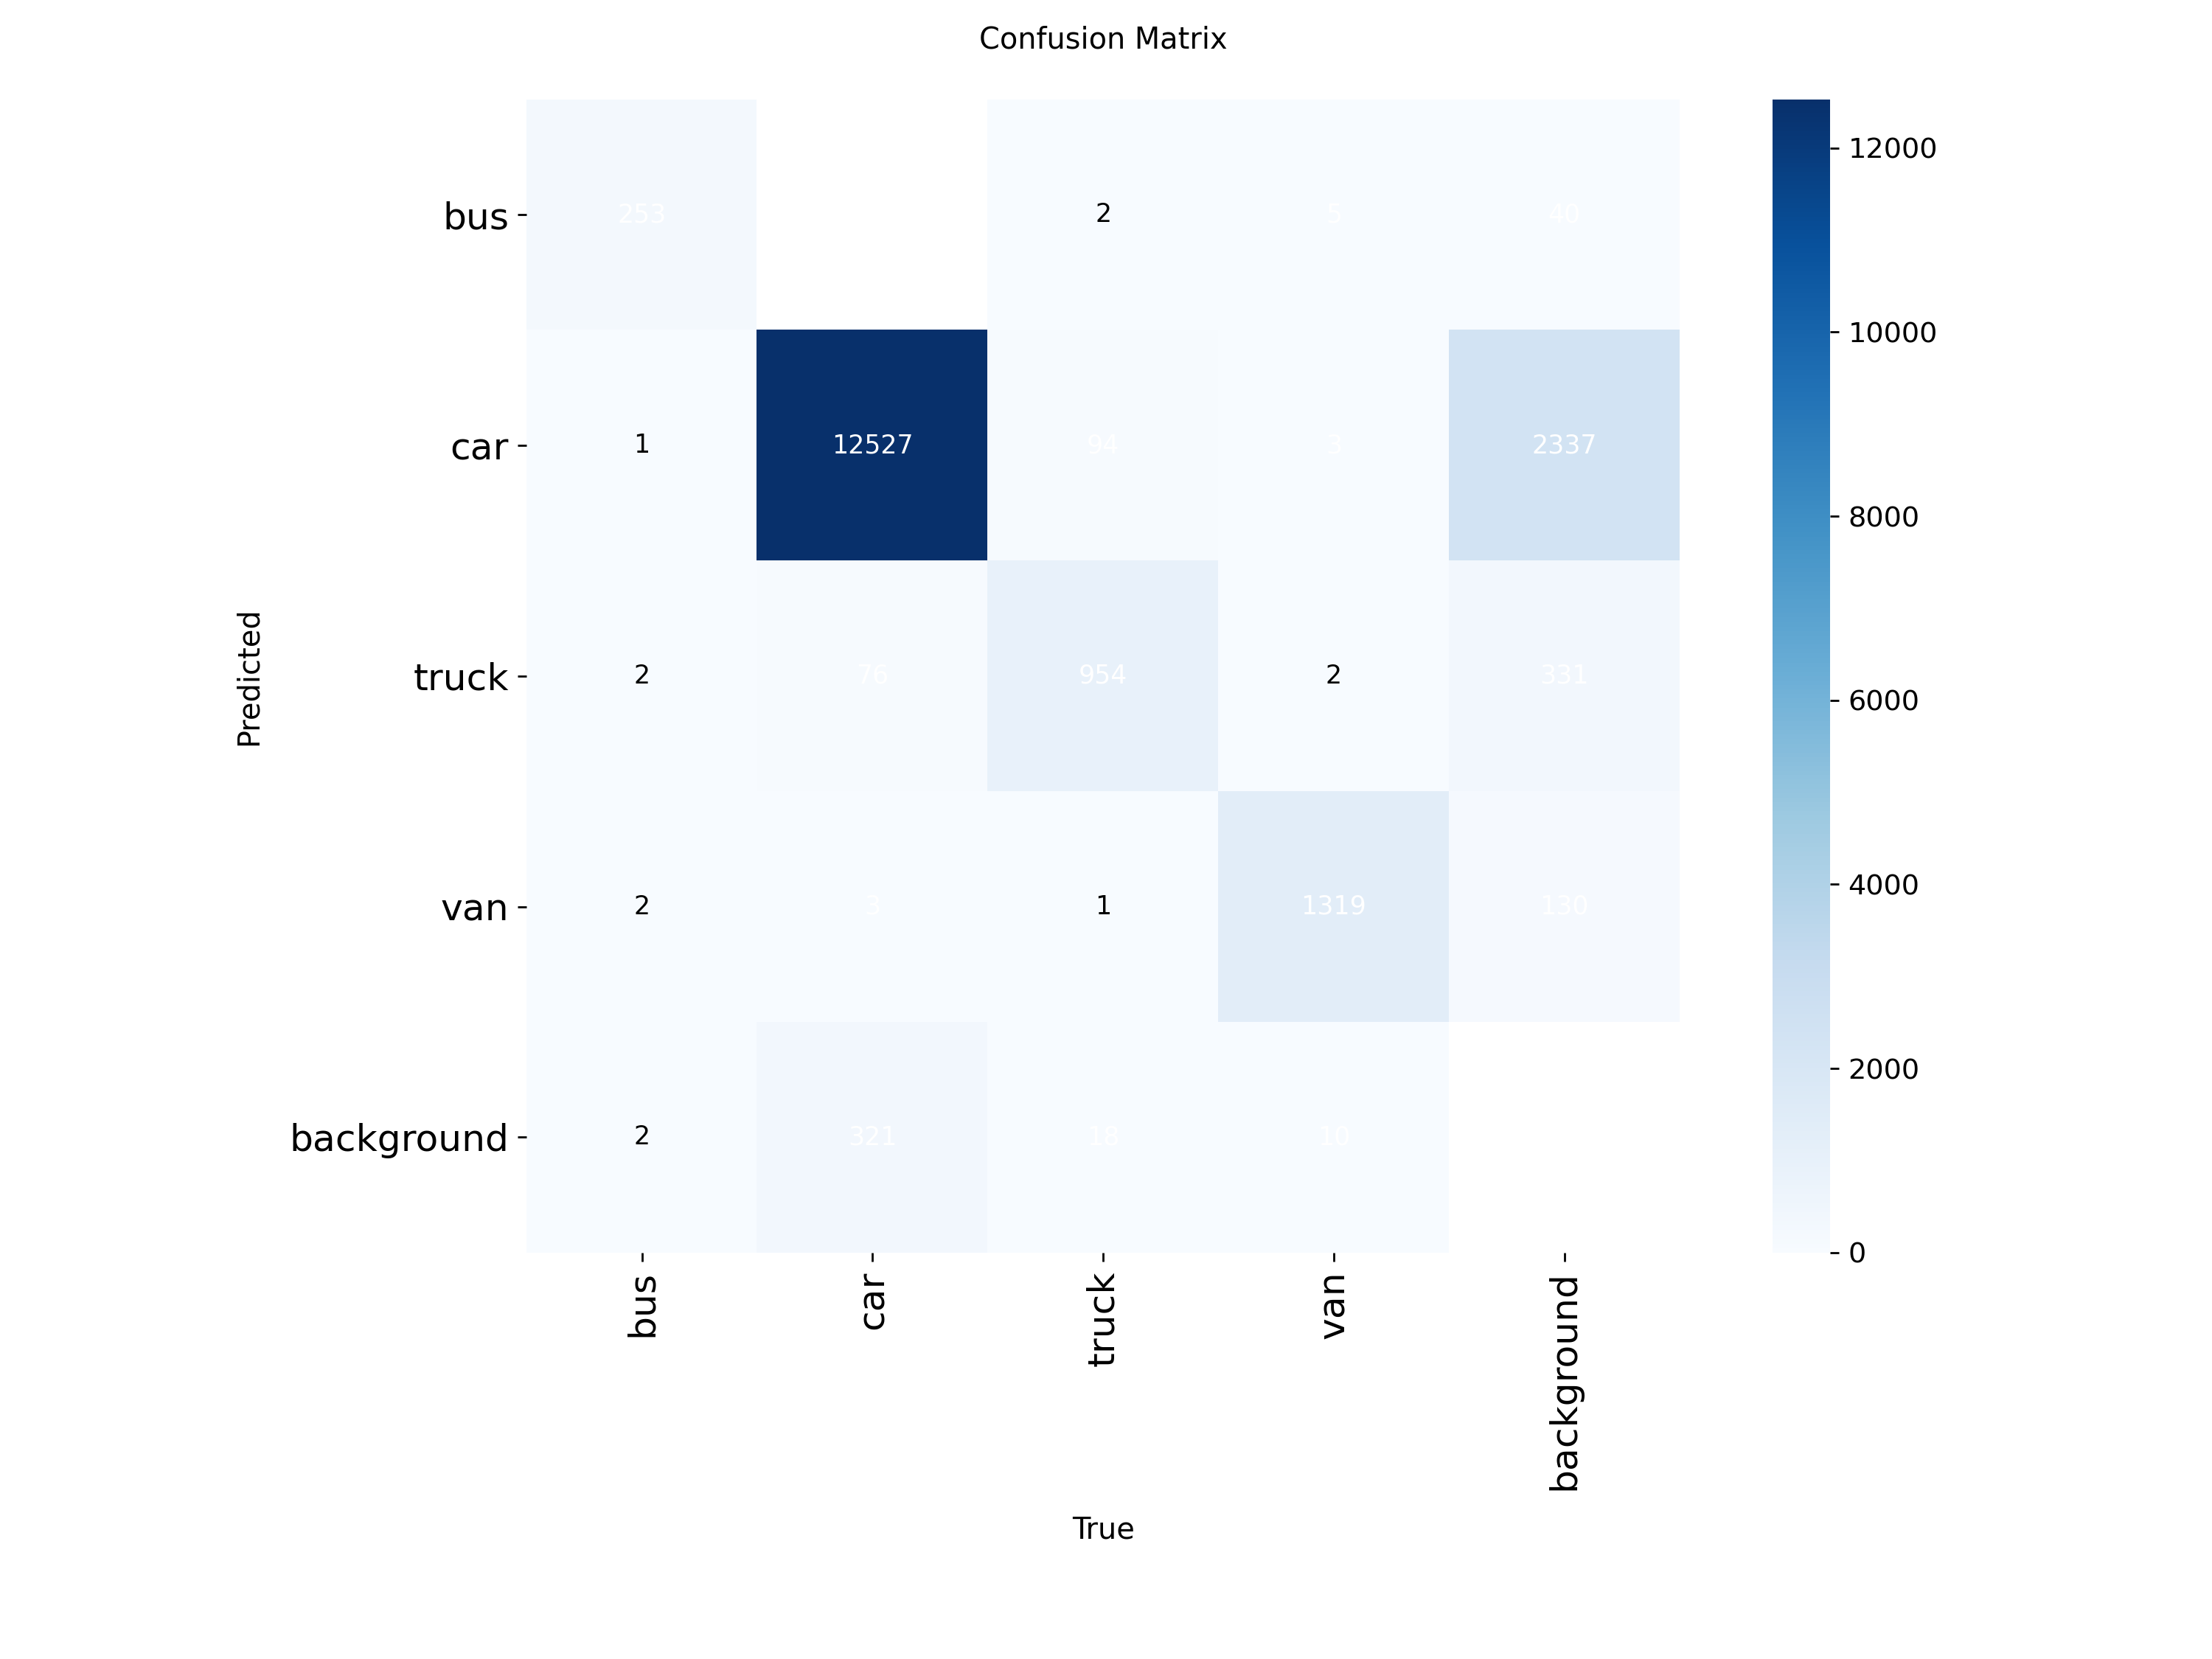 Confusion Matrix
Predicted
bus 253 2 5 40
car 1 12527 94 3 2337
truck 2 76 954 2 331
van 2 3 1 1319 130
background 2 321 18 10
bus car truck van background
True
12000
10000
8000
6000
4000
2000
0